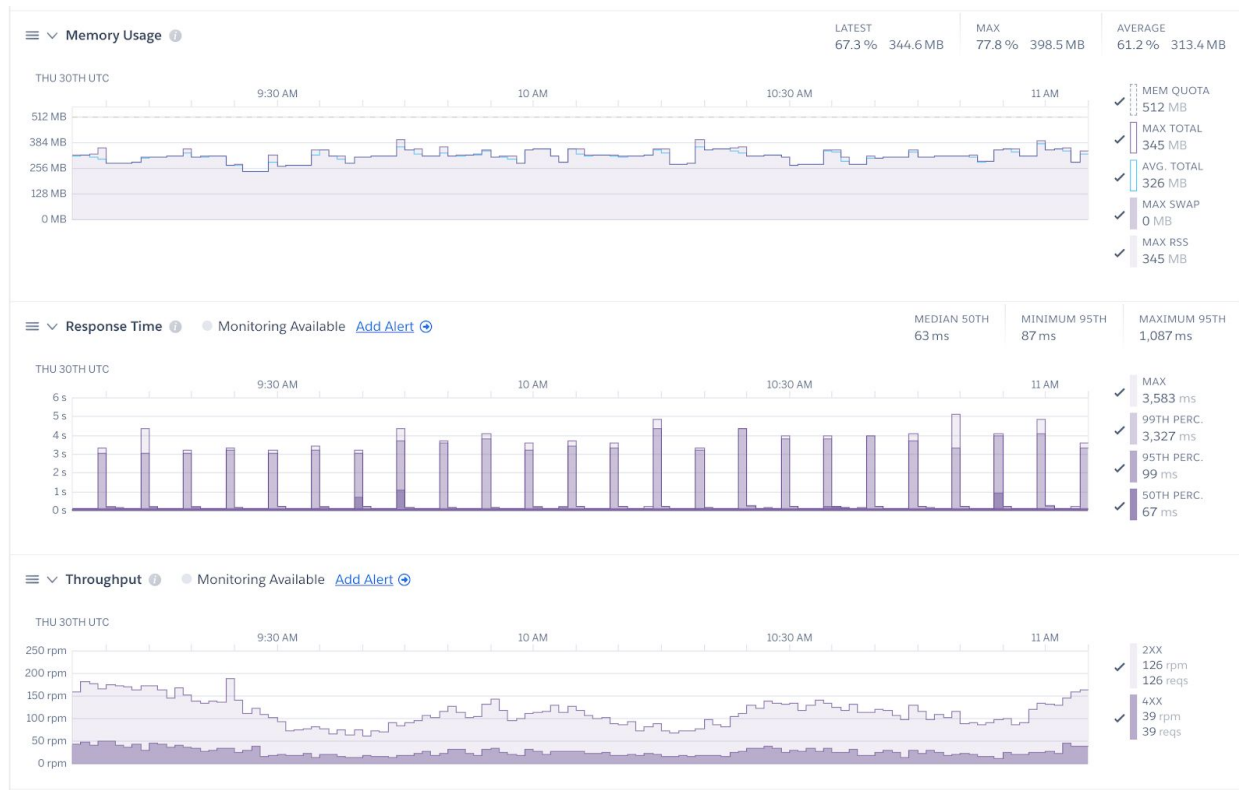 Memory Usage
LATEST
67.3 % 344.6 MB
MAX
77.8 % 398.5 MB
AVERAGE
61.2 % 313.4 MB
THU 30TH UTC
9:30 AM 10 AM 10:30 AM 11 AM
512 MB
384 MB
256 MB
128 MB
0 MB
MEM QUOTA
512 MB
MAX TOTAL
345 MB
AVG. TOTAL
326 MB
MAX SWAP
0 MB
MAX RSS
345 MB
Response Time Monitoring Available Add Alert
MEDIAN 50TH
63 ms
MINIMUM 95TH
87 ms
MAXIMUM 95TH
1,087 ms
THU 30TH UTC
9:30 AM 10 AM 10:30 AM 11 AM
6 s
5 s
4 s
3 s
2 s
1 s
0 s
MAX
3,583 ms
99TH PERC.
3,327 ms
95TH PERC.
99 ms
50TH PERC.
67 ms
Throughput Monitoring Available Add Alert
THU 30TH UTC
9:30 AM 10 AM 10:30 AM 11 AM
250 rpm
200 rpm
150 rpm
100 rpm
50 rpm
0 rpm
2XX
126 rpm
126 reqs
4XX
39 rpm
39 reqs